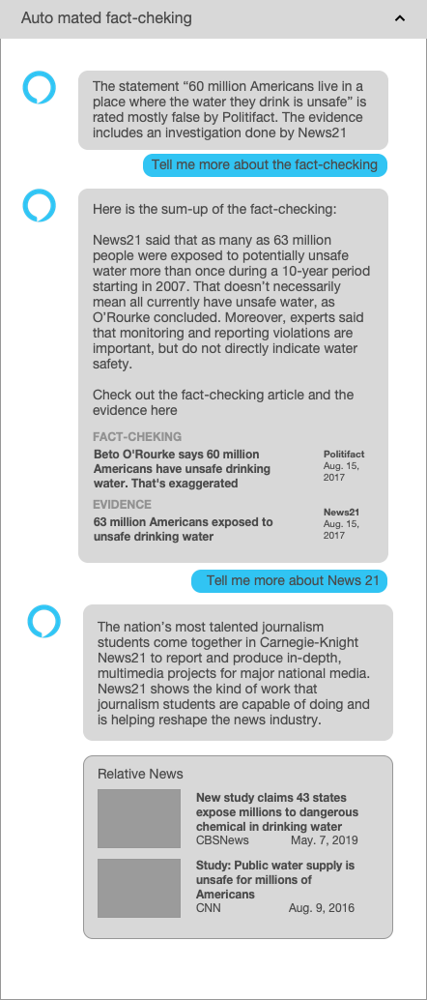 Auto mated fact-cheking
The statement “60 million Americans live in a
place where the water they drink is unsafe” is
rated mostly false by Politifact. The evidence
includes an investigation done by News21
Tell me more about the fact-checking
Here is the sum-up of the fact-checking:
News21 said that as many as 63 million
people were exposed to potentially unsafe
water more than once during a 10-year period
starting in 2007. That doesn’t necessarily
mean all currently have unsafe water, as
O’Rourke concluded. Moreover, experts said
that monitoring and reporting violations are
important, but do not directly indicate water
safety.
Check out the fact-checking article and the
evidence here
FACT-CHEKING
Beto O'Rourke says 60 million
Americans have unsafe drinking
water. That's exaggerated
Politifact
Aug. 15,
2017
EVIDENCE
63 million Americans exposed to
unsafe drinking water
News21
Aug. 15,
2017
Tell me more about News 21
The nation’s most talented journalism
students come together in Carnegie-Knight
News21 to report and produce in-depth,
multimedia projects for major national media.
News21 shows the kind of work that
journalism students are capable of doing and
is helping reshape the news industry.
Relative News
New study claims 43 states
expose millions to dangerous
chemical in drinking water
CBSNews May. 7, 2019
Study: Public water supply is
unsafe for millions of
Americans
CNN Aug. 9, 2016